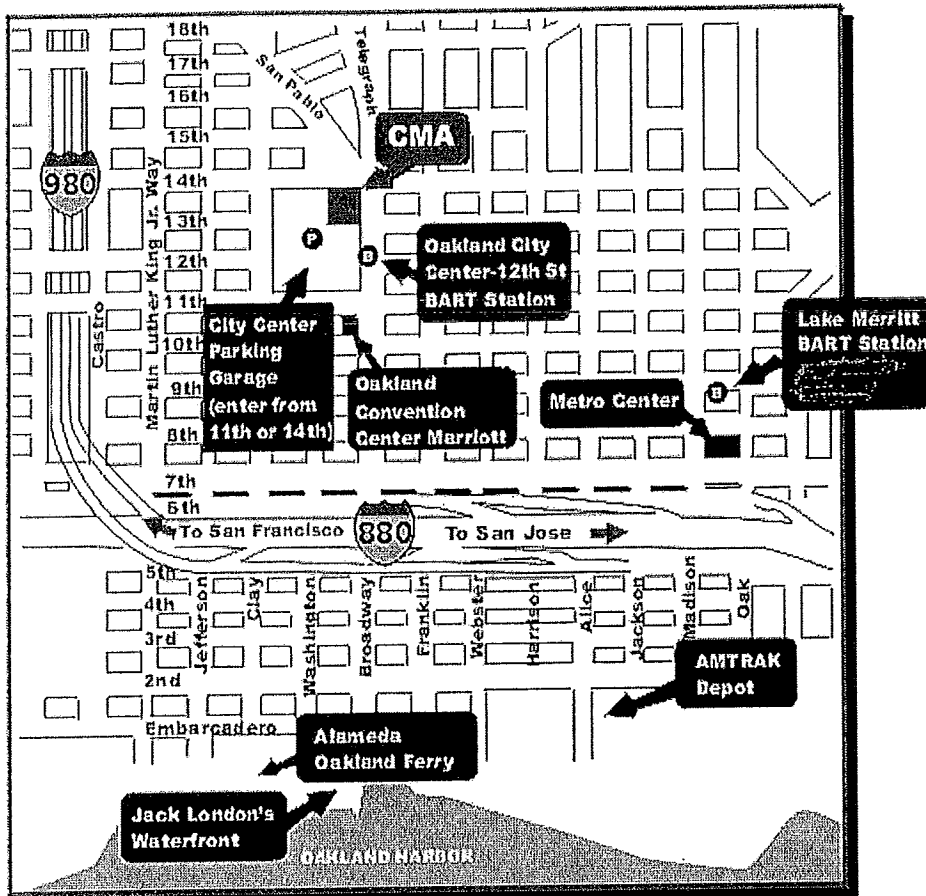 18th
17th
16th
15th
14th
13th
12th
11th
10th
9th
8th
7th
6th
5th
4th
3rd
2nd
Embarcadero
San Pablo
Telegraph
CMA
980
Martin Luther King Jr. Way
Castro
P
B
Oakland City
Center-12th St
BART Station
City Center
Parking
Garage
(enter from
11th or 14th)
Oakland
Convention
Center Marriott
Lake Merritt
BART Station
B
Metro Center
To San Francisco
880
To San Jose
Jefferson
Clay
Washington
Broadway
Franklin
Webster
Harrison
Alice
Jackson
Madison
Oak
AMTRAK
Depot
Alameda
Oakland Ferry
Jack London's
Waterfront
OAKLAND HARBOR